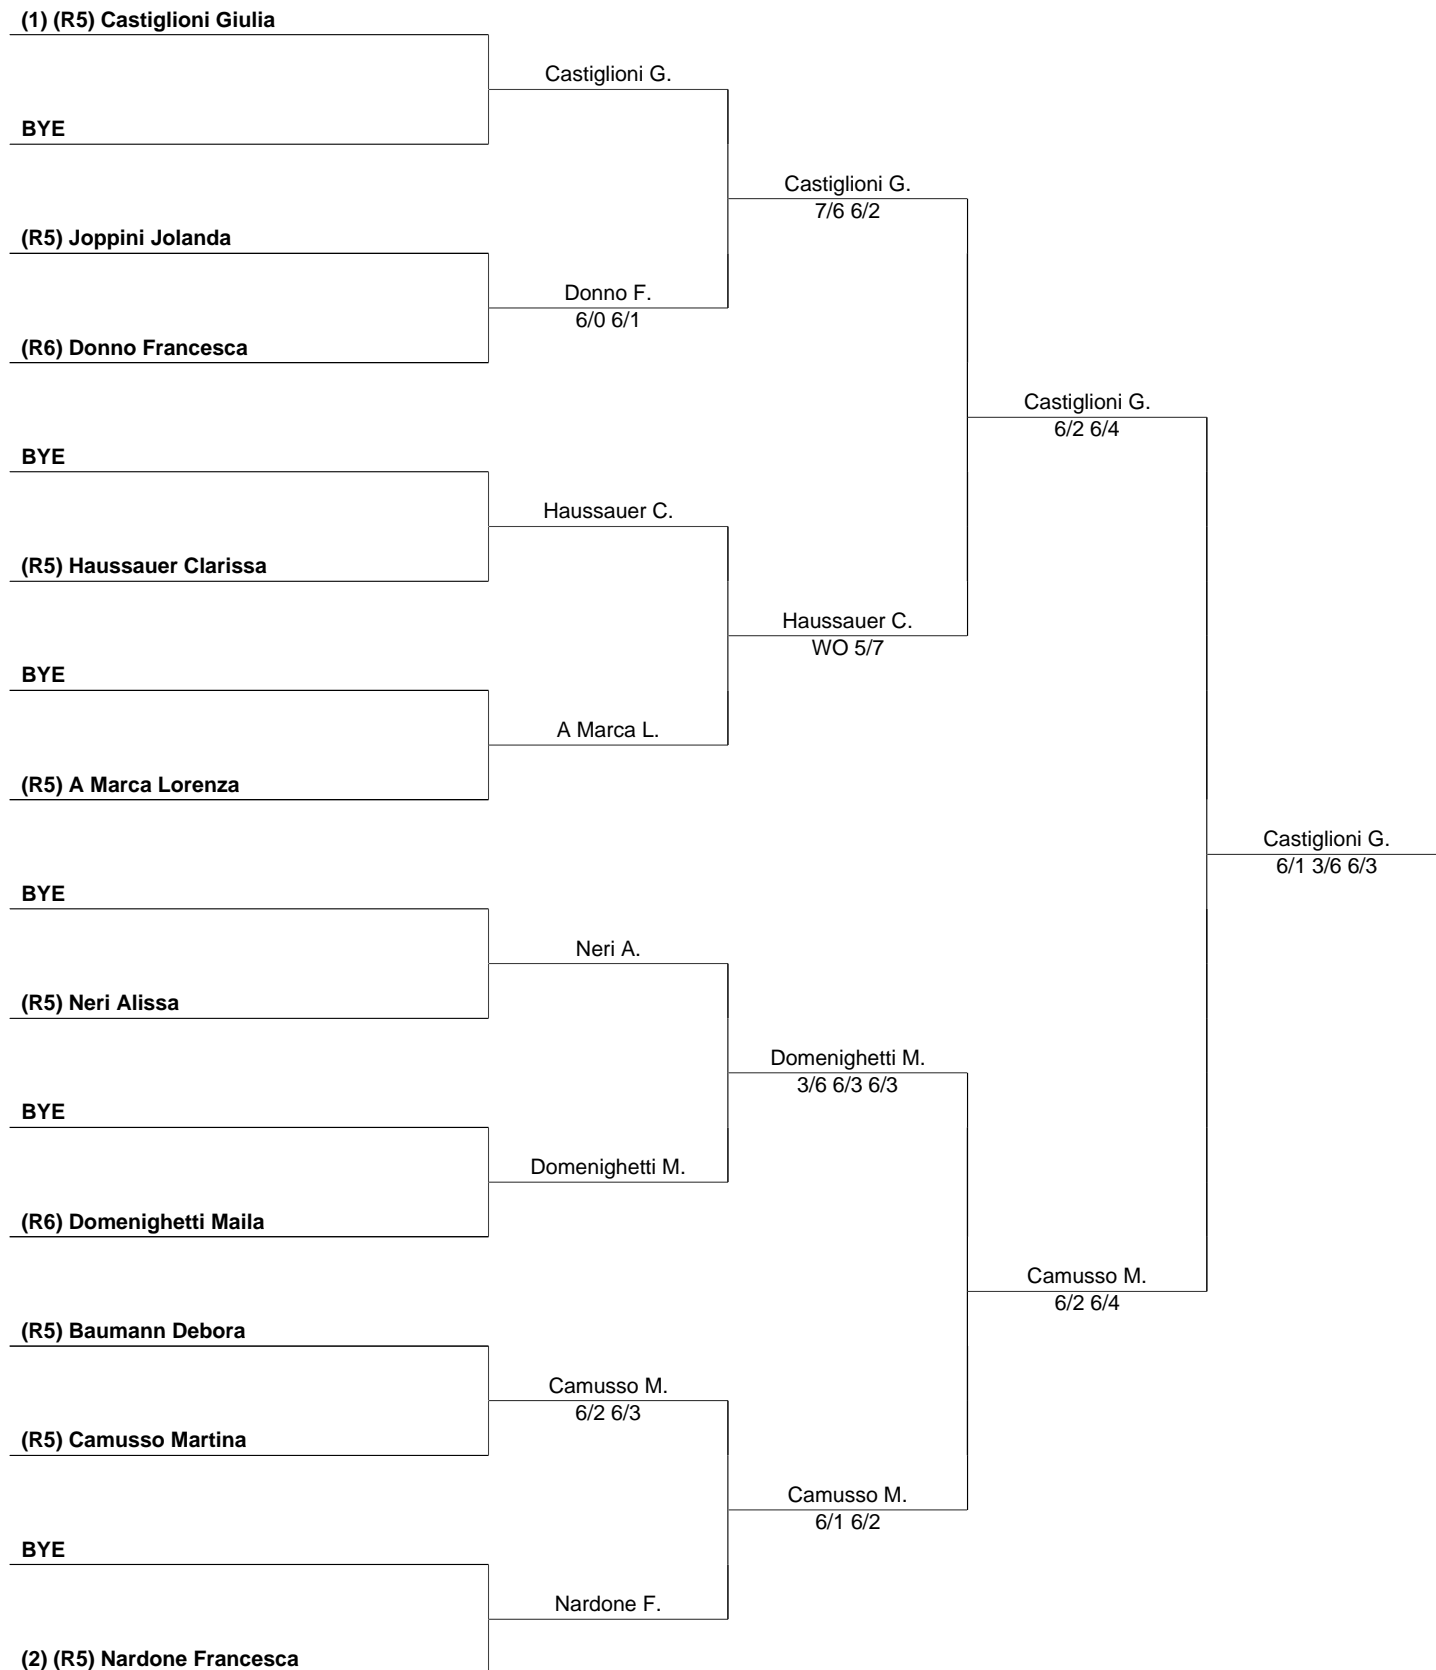 (1) (R5) Castiglioni Giulia
Castiglioni G.
BYE
Castiglioni G.
7/6 6/2
(R5) Joppini Jolanda
Donno F.
6/0 6/1
(R6) Donno Francesca
Castiglioni G.
6/2 6/4
BYE
Haussauer C.
(R5) Haussauer Clarissa
Haussauer C.
WO 5/7
BYE
A Marca L.
(R5) A Marca Lorenza
Castiglioni G.
6/1 3/6 6/3
BYE
Neri A.
(R5) Neri Alissa
Domenighetti M.
3/6 6/3 6/3
BYE
Domenighetti M.
(R6) Domenighetti Maila
Camusso M.
6/2 6/4
(R5) Baumann Debora
Camusso M.
6/2 6/3
(R5) Camusso Martina
Camusso M.
6/1 6/2
BYE
Nardone F.
(2) (R5) Nardone Francesca